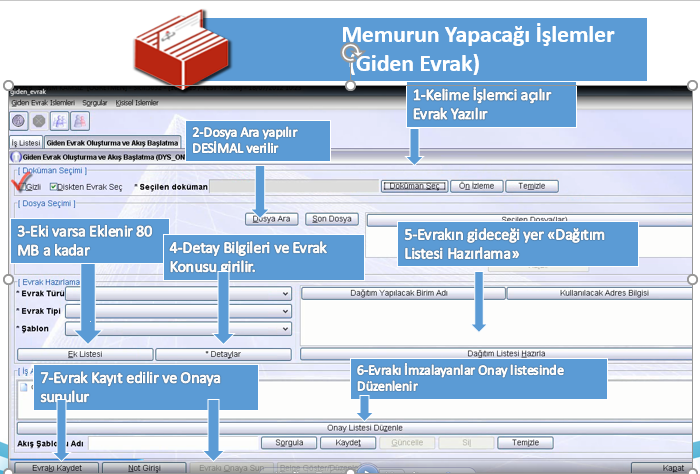 Memurun Yapacağı İşlemler
(Giden Evrak)
giden_evrak
Giden Evrak İşlemleri Sorgular Kişisel İşlemler
1-Kelime İşlemci açılır
Evrak Yazılır
2-Dosya Ara yapılır
DESİMAL verilir
İş Listesi Giden Evrak Oluşturma ve Akış Başlatma
Giden Evrak Oluşturma ve Akış Başlatma (DYS_ON
[ Doküman Seçimi ]
Gizli Diskten Evrak Seç * Seçilen doküman Doküman Seç Ön İzleme Temizle
[ Dosya Seçimi ]
Dosya Ara Son Dosya Seçilen Dosya(lar)
3-Eki varsa Eklenir 80
MB a kadar
4-Detay Bilgileri ve Evrak
Konusu girilir.
5-Evrakın gideceği yer «Dağıtım
Listesi Hazırlama»
[ Evrak Hazırlama ]
* Evrak Türü Dağıtım Yapılacak Birim Adı Kullanılacak Adres Bilgisi
* Evrak Tipi
* Şablon
Ek Listesi * Detaylar Dağıtım Listesi Hazırla
7-Evrak Kayıt edilir ve Onaya
sunulur
6-Evrakı İmzalayanlar Onay listesinde
Düzenlenir
Onay Listesi Düzenle
Akış Şablonu Adı Sorgula Kaydet Güncelle Sil Temizle
Evrakı Kaydet Not Girişi Evrakı Onaya Sun Belge Göster/Düzenle Kapat